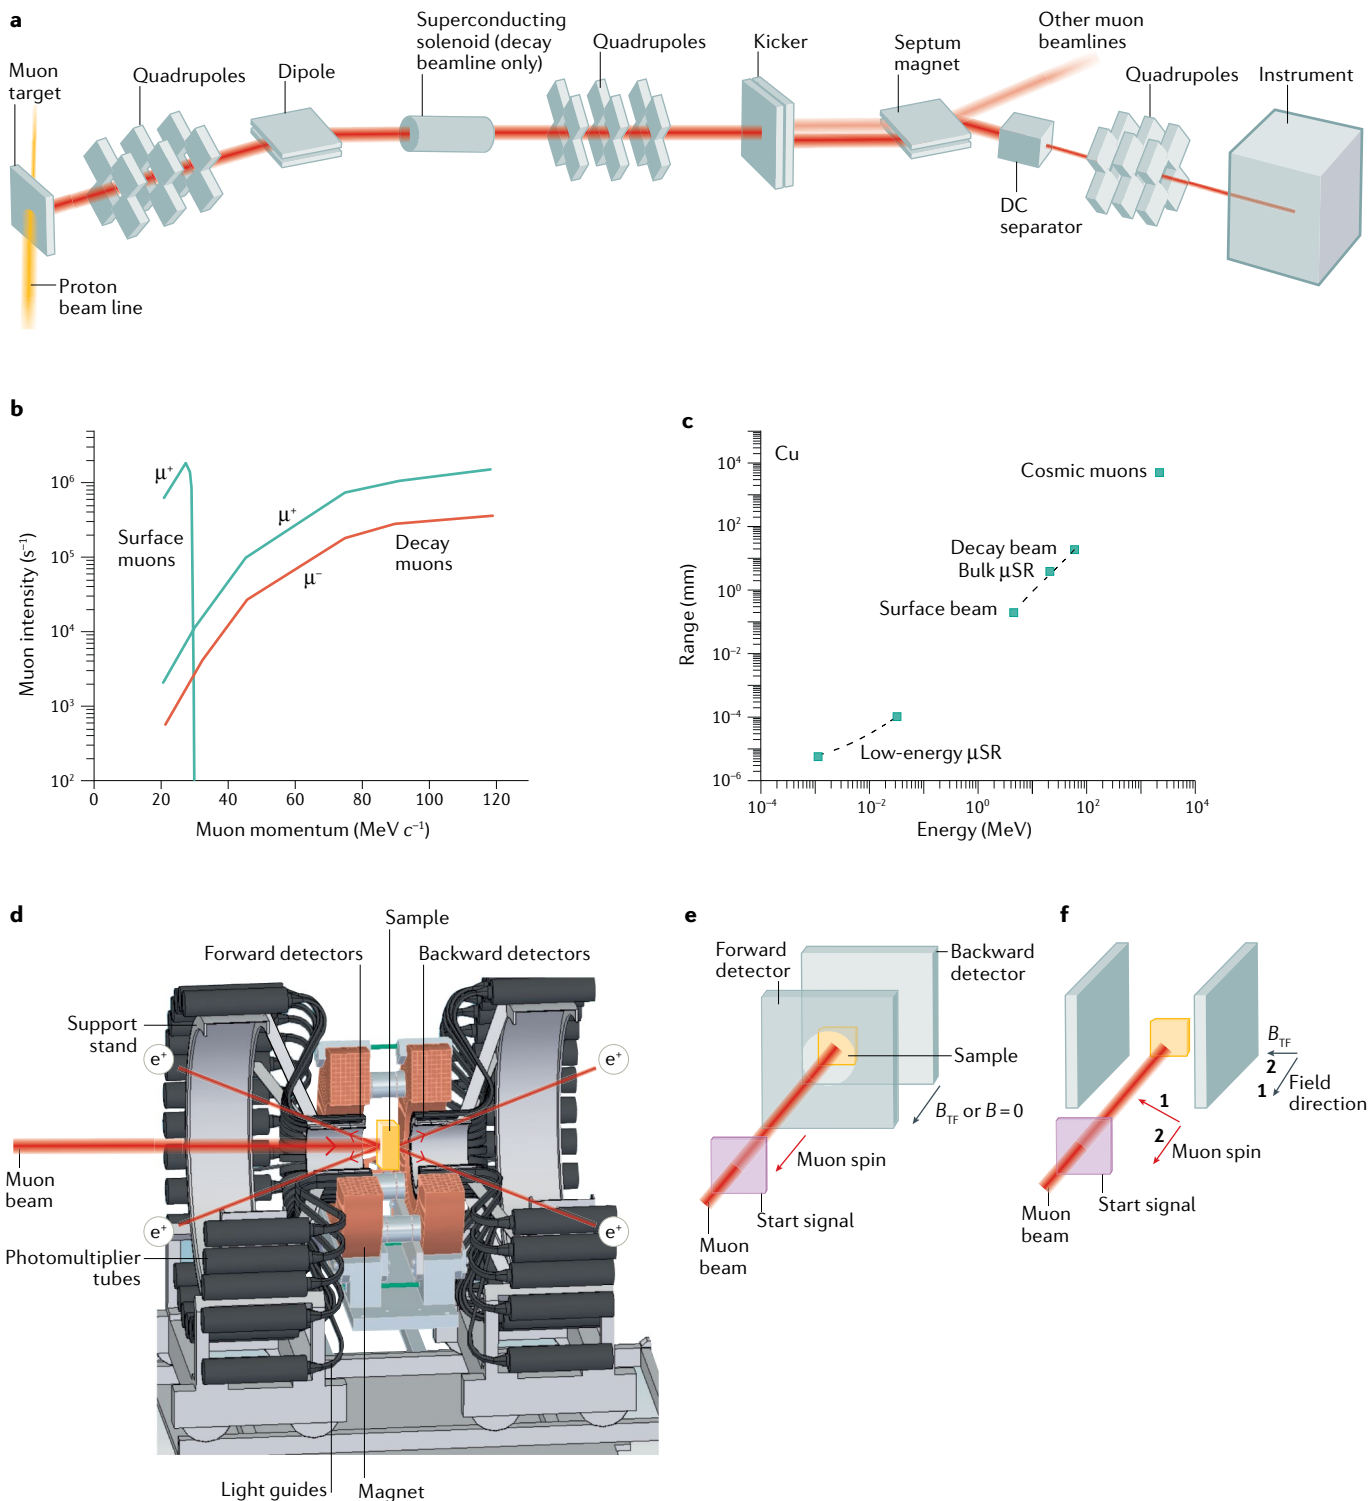 a
Muon
target
Quadrupoles
Dipole
Superconducting
solenoid (decay
beamline only)
Quadrupoles
Kicker
Septum
magnet
Other muon
beamlines
Quadrupoles
Instrument
DC
separator
Proton
beam line
b
Muon intensity (s⁻¹)
10⁶
10⁵
10⁴
10³
10²
μ⁺
Surface
muons
μ⁺
μ⁻
Decay
muons
0
20
40
60
80
100
120
Muon momentum (MeV c⁻¹)
c
Range (mm)
10⁴
10²
10⁰
10⁻²
10⁻⁴
10⁻⁶
Cu
Cosmic muons
Decay beam
Bulk μSR
Surface beam
Low-energy μSR
10⁻⁴
10⁻²
10⁰
10²
10⁴
Energy (MeV)
d
Sample
Forward detectors
Backward detectors
Support
stand
e⁺
e⁺
Muon
beam
e⁺
e⁺
Photomultiplier
tubes
Light guides
Magnet
e
Forward
detector
Backward
detector
Sample
B_TF or B = 0
Muon spin
Start signal
Muon
beam
f
B_TF
2
1
Field
direction
1
2
Muon spin
Start signal
Muon
beam